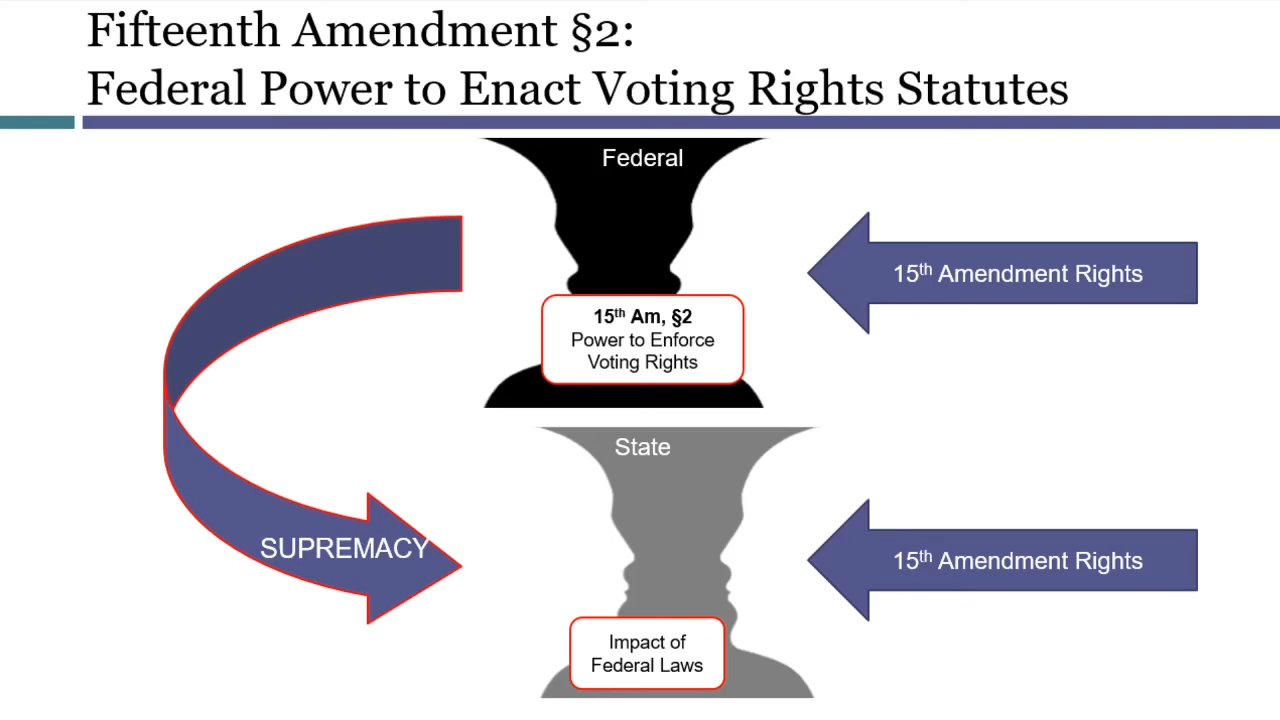 Fifteenth Amendment §2:
Federal Power to Enact Voting Rights Statutes
Federal
15th Amendment Rights
15th Am, §2
Power to Enforce
Voting Rights
State
SUPREMACY
15th Amendment Rights
Impact of
Federal Laws